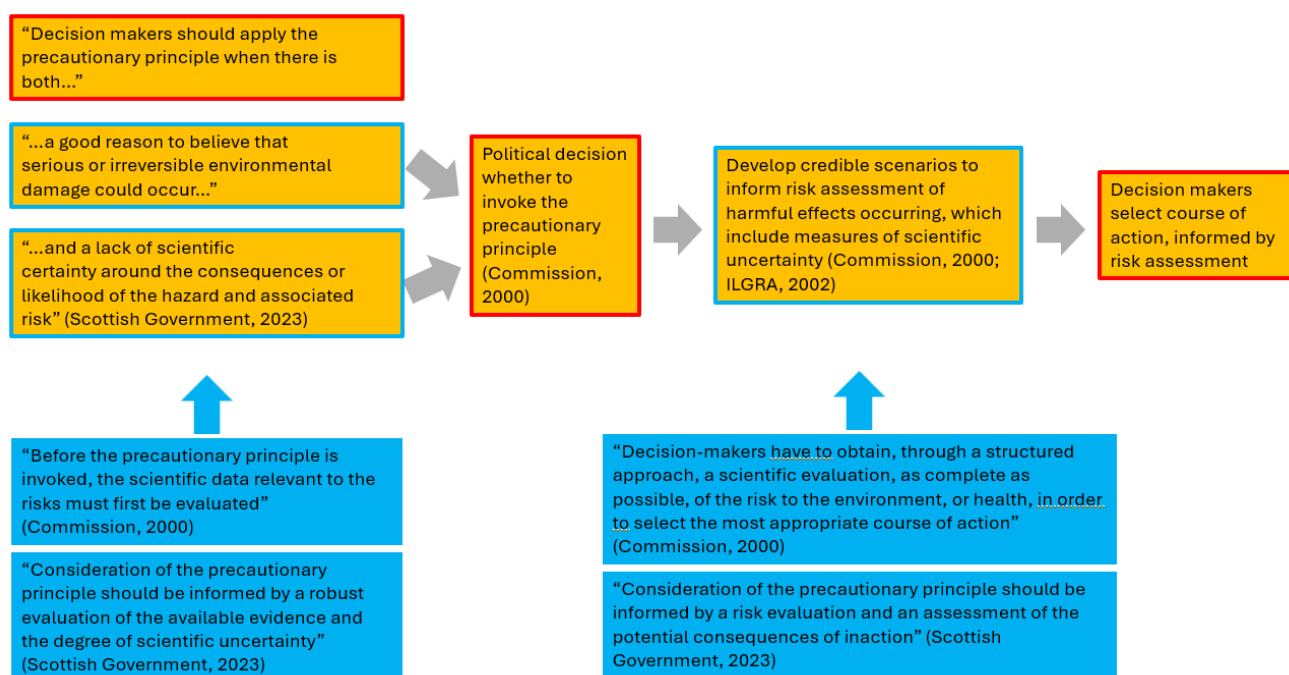 “Decision makers should apply the
precautionary principle when there is
both...”
“...a good reason to believe that
serious or irreversible environmental
damage could occur...”
“...and a lack of scientific
certainty around the consequences or
likelihood of the hazard and associated
risk” (Scottish Government, 2023)
Political decision
whether to
invoke the
precautionary
principle
(Commission,
2000)
Develop credible scenarios to
inform risk assessment of
harmful effects occurring, which
include measures of scientific
uncertainty (Commission, 2000;
ILGRA, 2002)
Decision makers
select course of
action, informed by
risk assessment
“Before the precautionary principle is
invoked, the scientific data relevant to the
risks must first be evaluated”
(Commission, 2000)
“Consideration of the precautionary
principle should be informed by a robust
evaluation of the available evidence and
the degree of scientific uncertainty”
(Scottish Government, 2023)
“Decision-makers have to obtain, through a structured
approach, a scientific evaluation, as complete as
possible, of the risk to the environment, or health, in order
to select the most appropriate course of action”
(Commission, 2000)
“Consideration of the precautionary principle should be
informed by a risk evaluation and an assessment of the
potential consequences of inaction” (Scottish
Government, 2023)